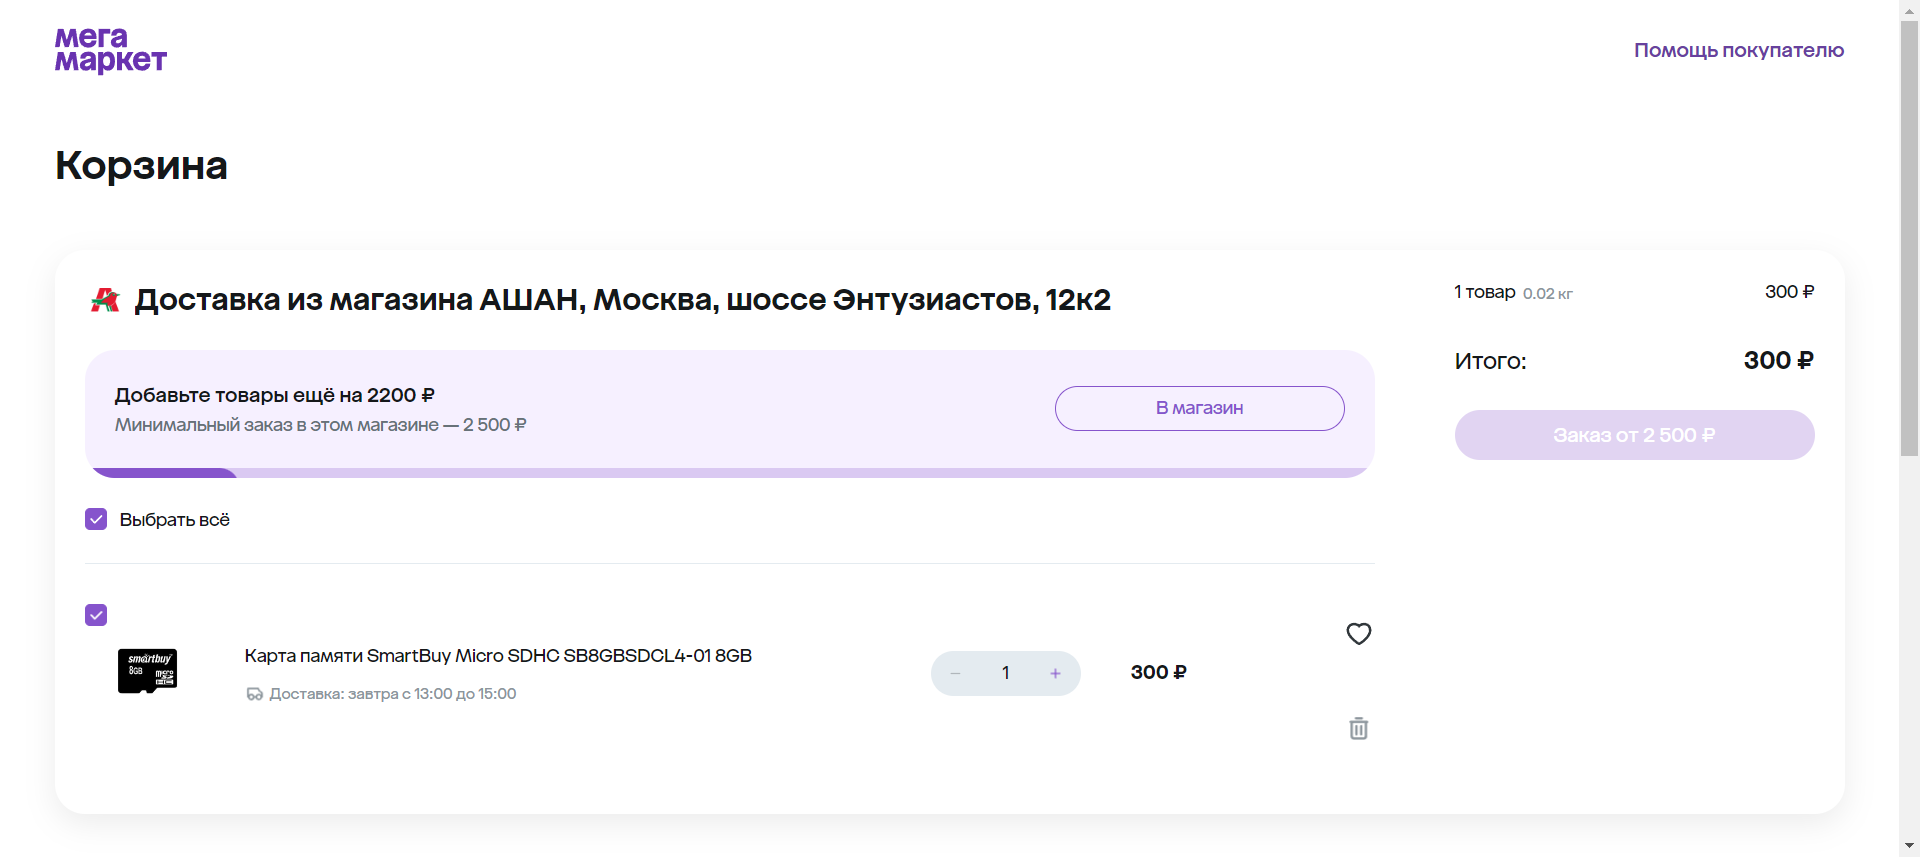 мега
маркет
Помощь покупателю
Корзина
Доставка из магазина АШАН, Москва, шоссе Энтузиастов, 12к2
Добавьте товары ещё на 2200 ₽
Минимальный заказ в этом магазине — 2 500 ₽
В магазин
Выбрать всё
smartbuy
8GB
micro
Карта памяти SmartBuy Micro SDHC SB8GBSDCL4-01 8GB
Доставка: завтра с 13:00 до 15:00
− 1 +
300 ₽
1 товар 0.02 кг 300 ₽
Итого: 300 ₽
Заказ от 2 500 ₽